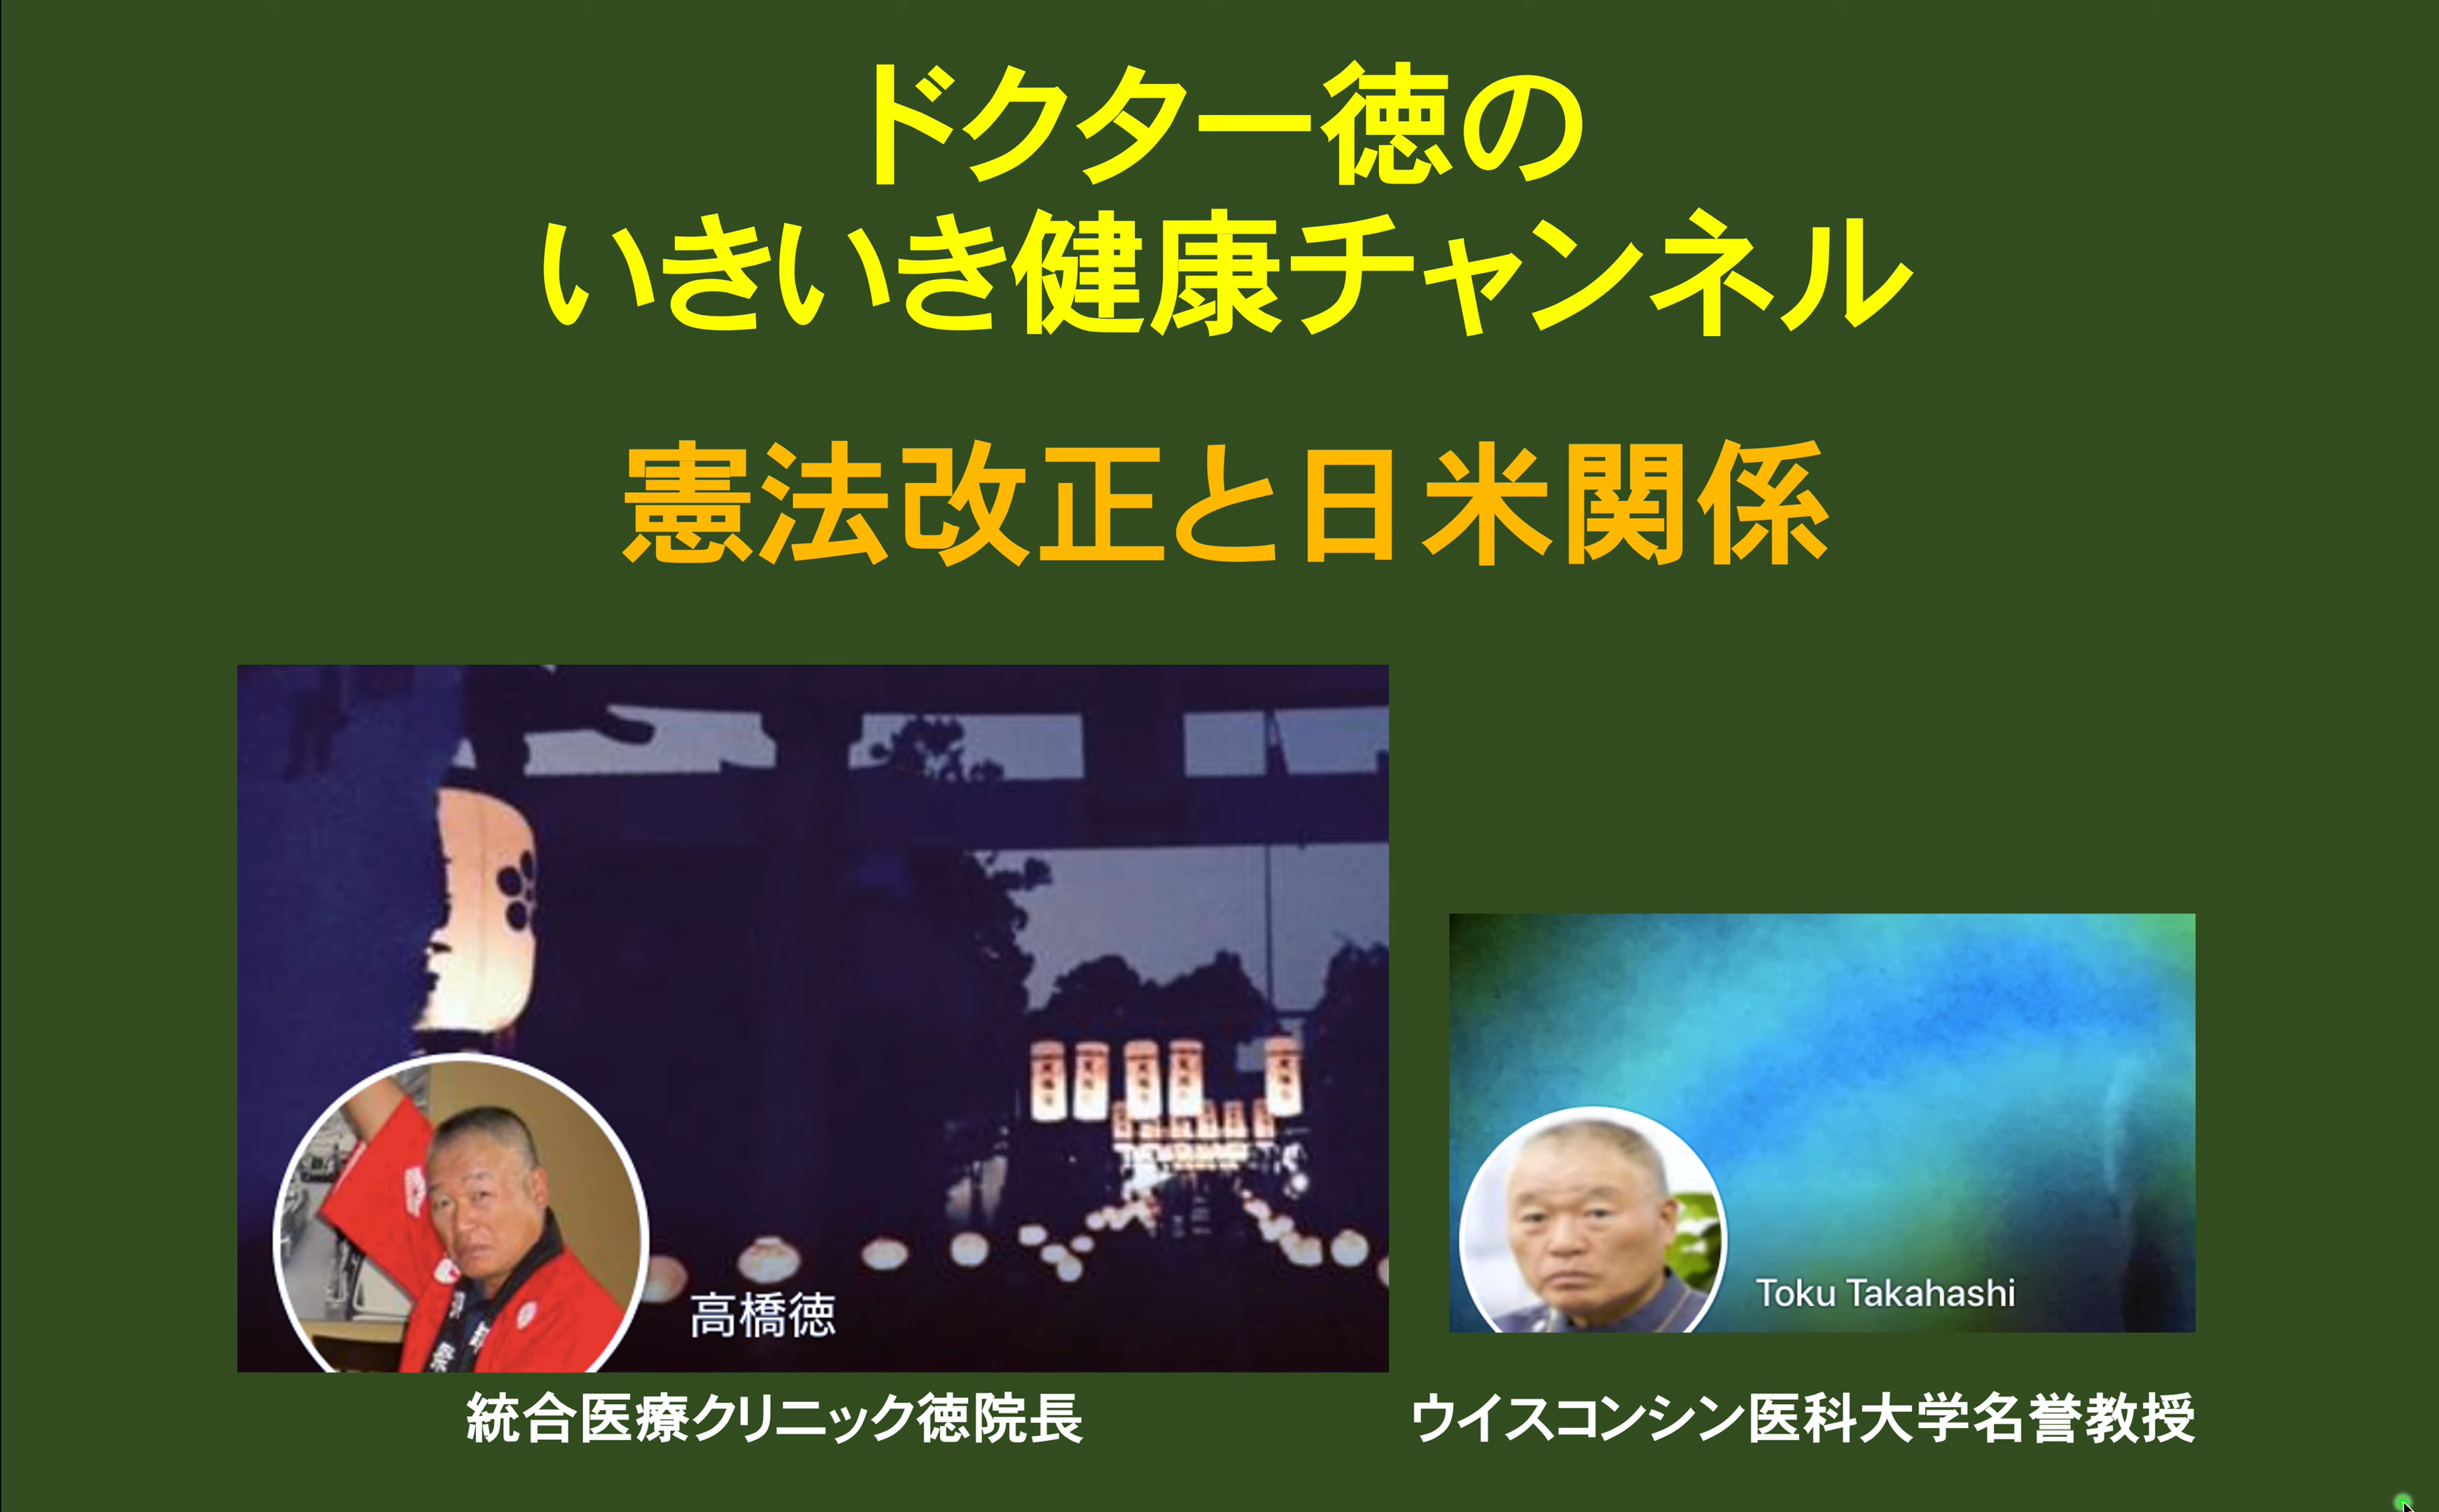 ドクター徳の
いきいき健康チャンネル
憲法改正と日米関係
高橋徳
Toku Takahashi
統合医療クリニック徳院長
ウイスコンシン医科大学名誉教授